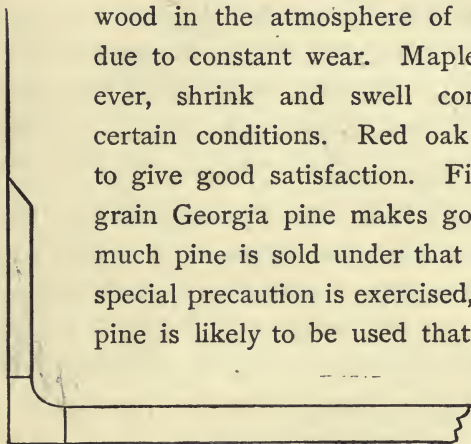 wood in the atmosphere of
due to constant wear. Maple
ever, shrink and swell con
certain conditions. Red oak
to give good satisfaction. Fi
grain Georgia pine makes go
much pine is sold under that
special precaution is exercised,
pine is likely to be used that